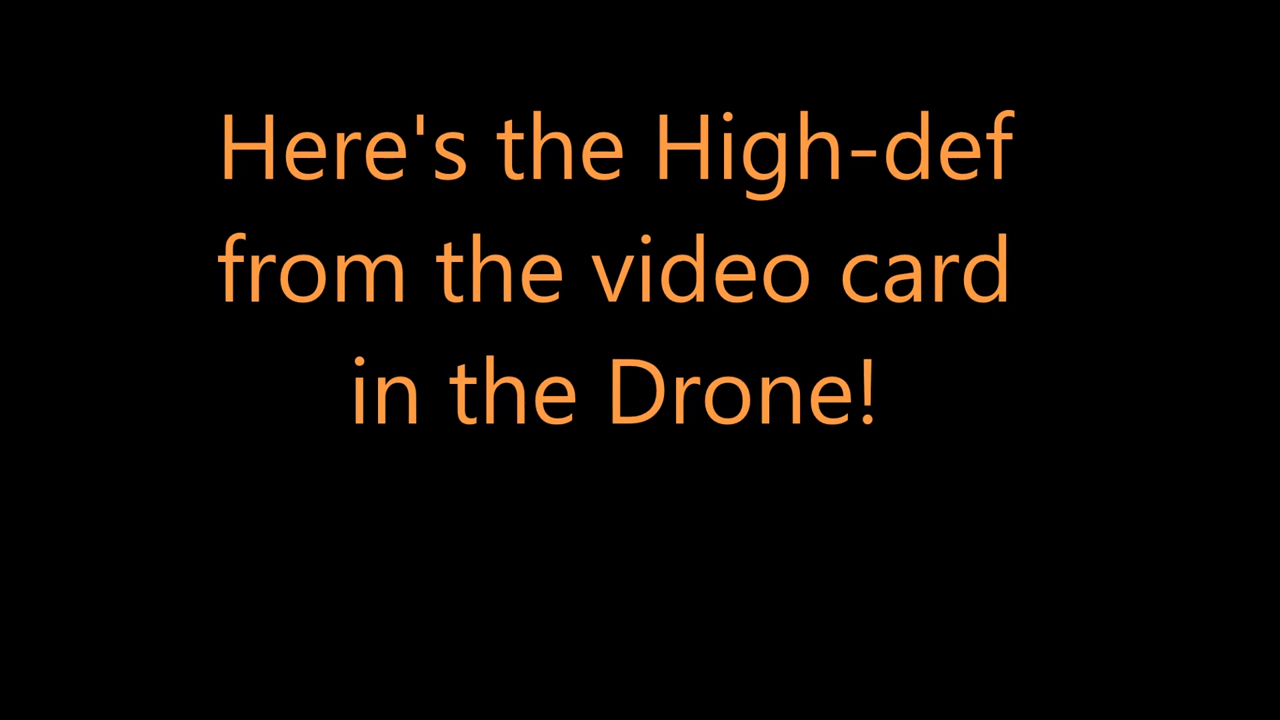 Here's the High-def
from the video card
in the Drone!